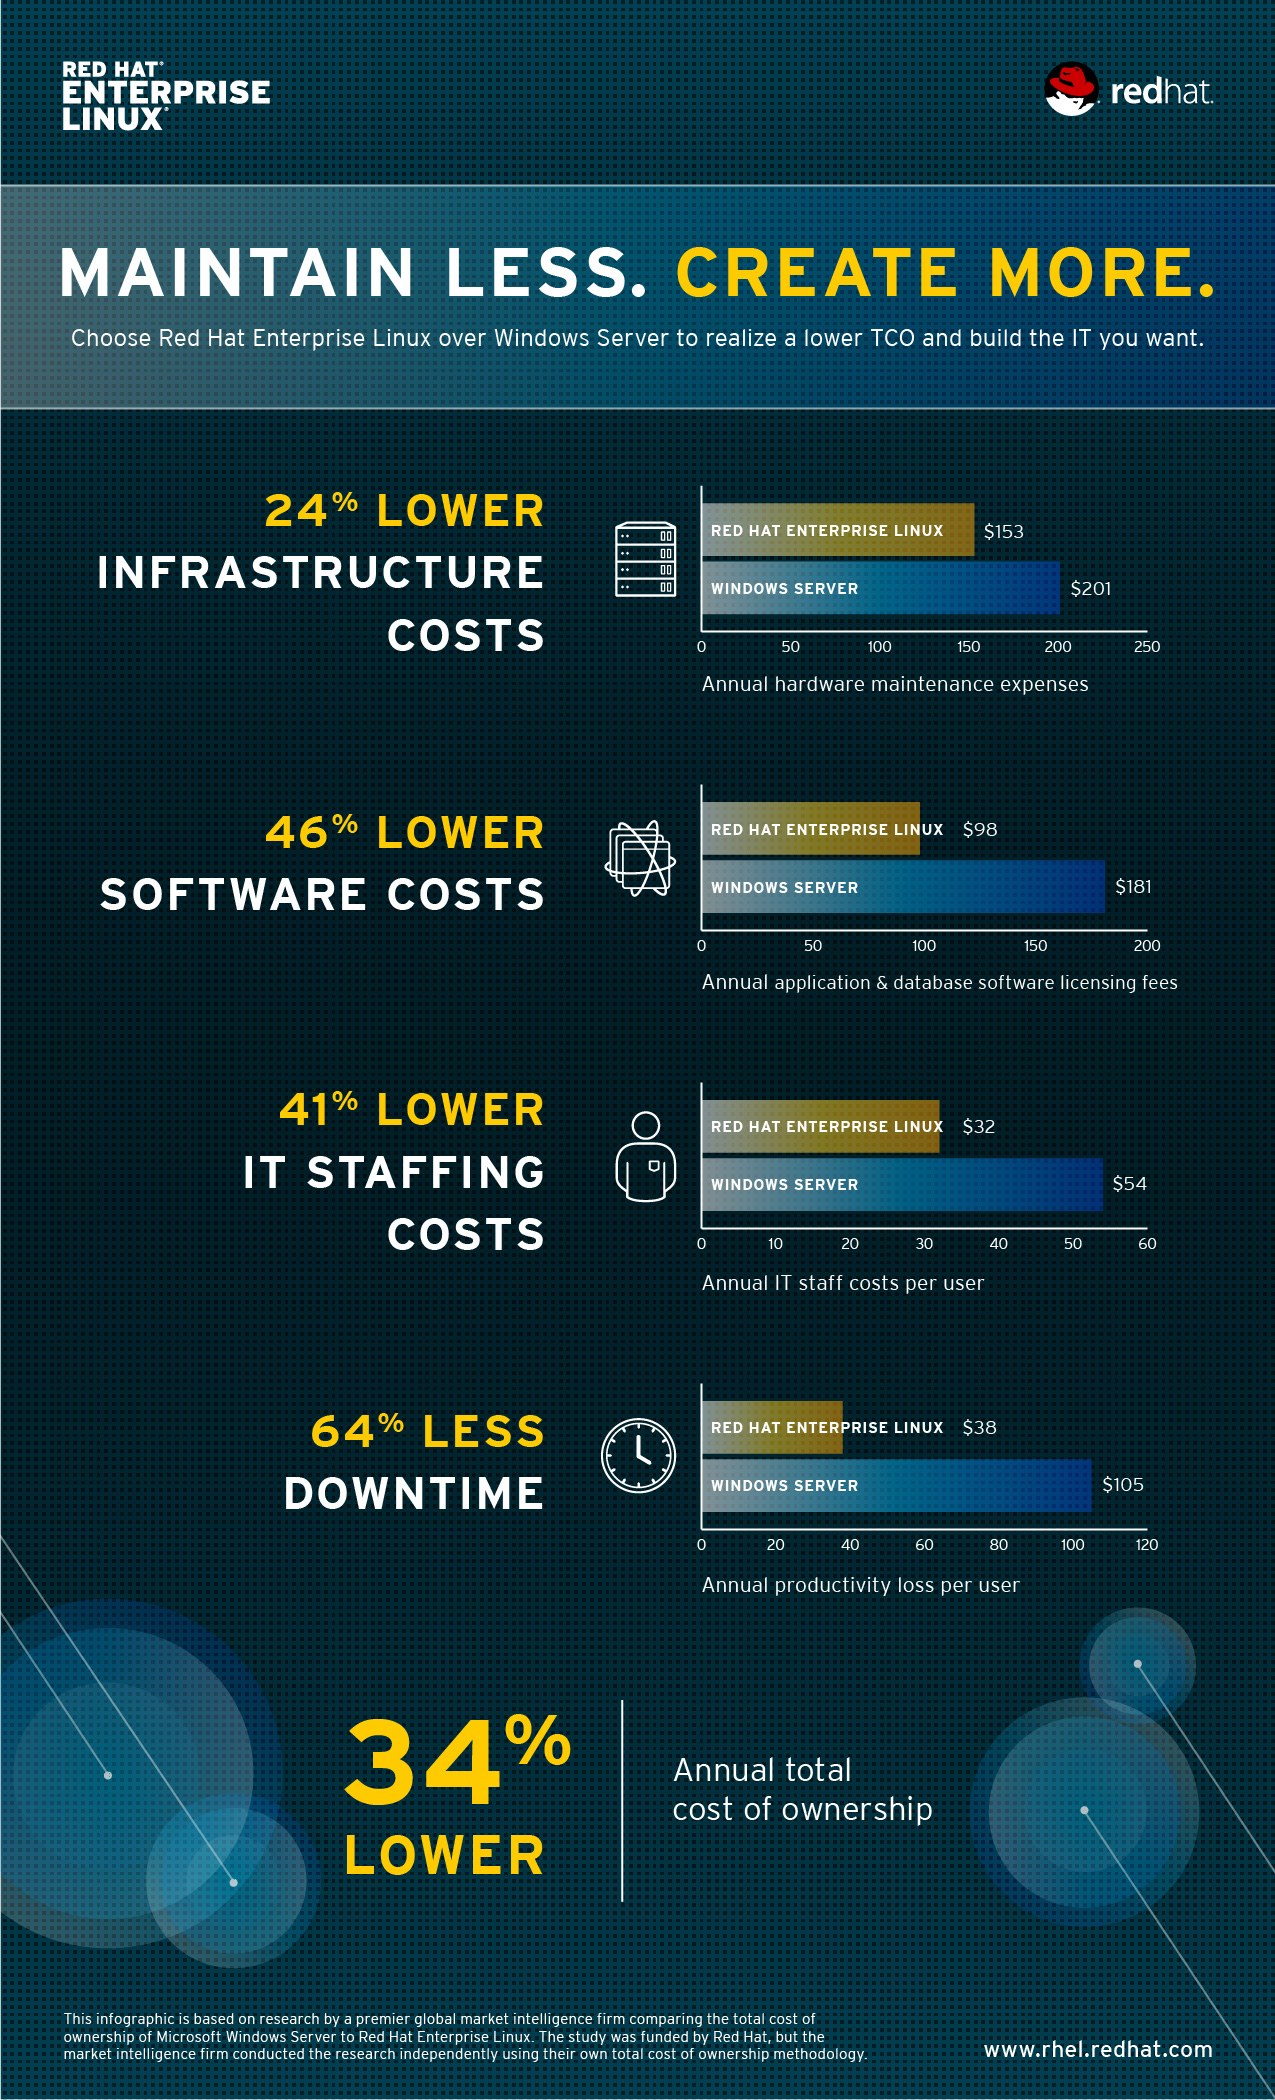 RED HAT®
ENTERPRISE
LINUX®
redhat.
MAINTAIN LESS. CREATE MORE.
Choose Red Hat Enterprise Linux over Windows Server to realize a lower TCO and build the IT you want.
24% LOWER
INFRASTRUCTURE
COSTS
RED HAT ENTERPRISE LINUX $153
WINDOWS SERVER $201
0 50 100 150 200 250
Annual hardware maintenance expenses
46% LOWER
SOFTWARE COSTS
RED HAT ENTERPRISE LINUX $98
WINDOWS SERVER $181
0 50 100 150 200
Annual application & database software licensing fees
41% LOWER
IT STAFFING
COSTS
RED HAT ENTERPRISE LINUX $32
WINDOWS SERVER $54
0 10 20 30 40 50 60
Annual IT staff costs per user
64% LESS
DOWNTIME
RED HAT ENTERPRISE LINUX $38
WINDOWS SERVER $105
0 20 40 60 80 100 120
Annual productivity loss per user
34%
LOWER
Annual total
cost of ownership
This infographic is based on research by a premier global market intelligence firm comparing the total cost of
ownership of Microsoft Windows Server to Red Hat Enterprise Linux. The study was funded by Red Hat, but the
market intelligence firm conducted the research independently using their own total cost of ownership methodology.
www.rhel.redhat.com